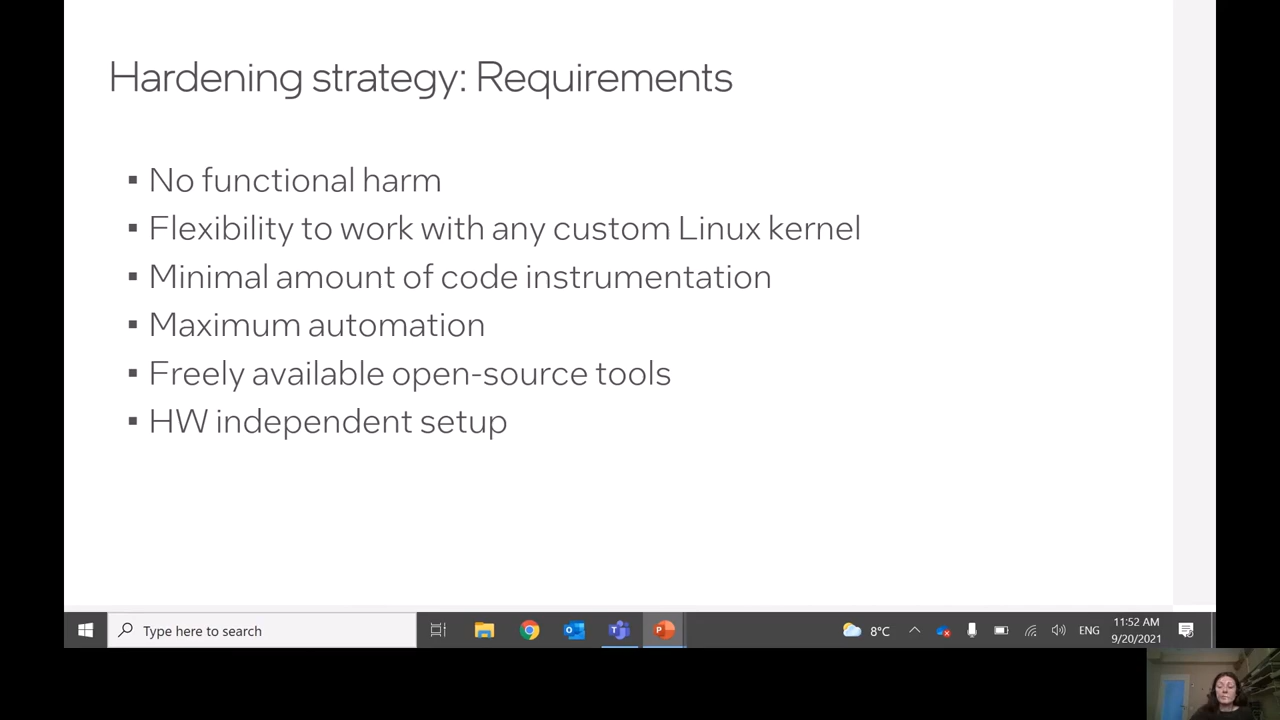 Hardening strategy: Requirements
▪ No functional harm
▪ Flexibility to work with any custom Linux kernel
▪ Minimal amount of code instrumentation
▪ Maximum automation
▪ Freely available open-source tools
▪ HW independent setup
Type here to search
8°C
ENG
11:52 AM
9/20/2021